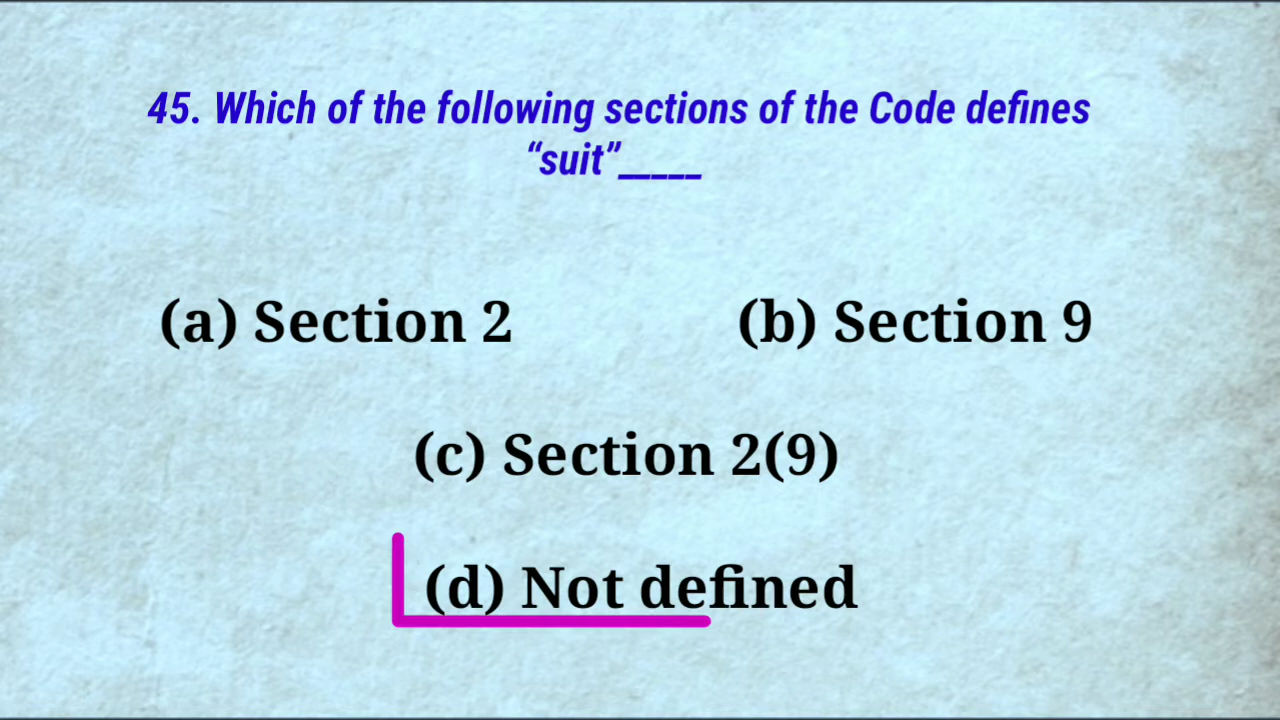 45. Which of the following sections of the Code defines
“suit”_____
(a) Section 2 (b) Section 9
(c) Section 2(9)
(d) Not defined